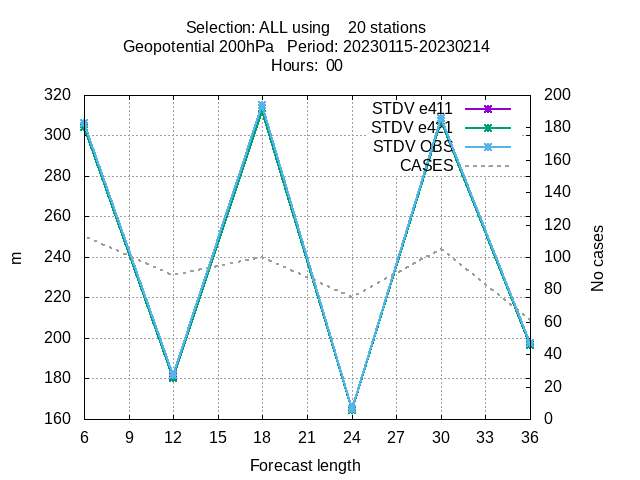 Selection: ALL using 20 stations
Geopotential 200hPa Period: 20230115-20230214
Hours: 00
320
300
280
260
240
220
200
180
160
m
STDV e411
STDV e421
STDV OBS
CASES
200
180
160
140
120
100
80
60
40
20
0
No cases
6 9 12 15 18 21 24 27 30 33 36
Forecast length